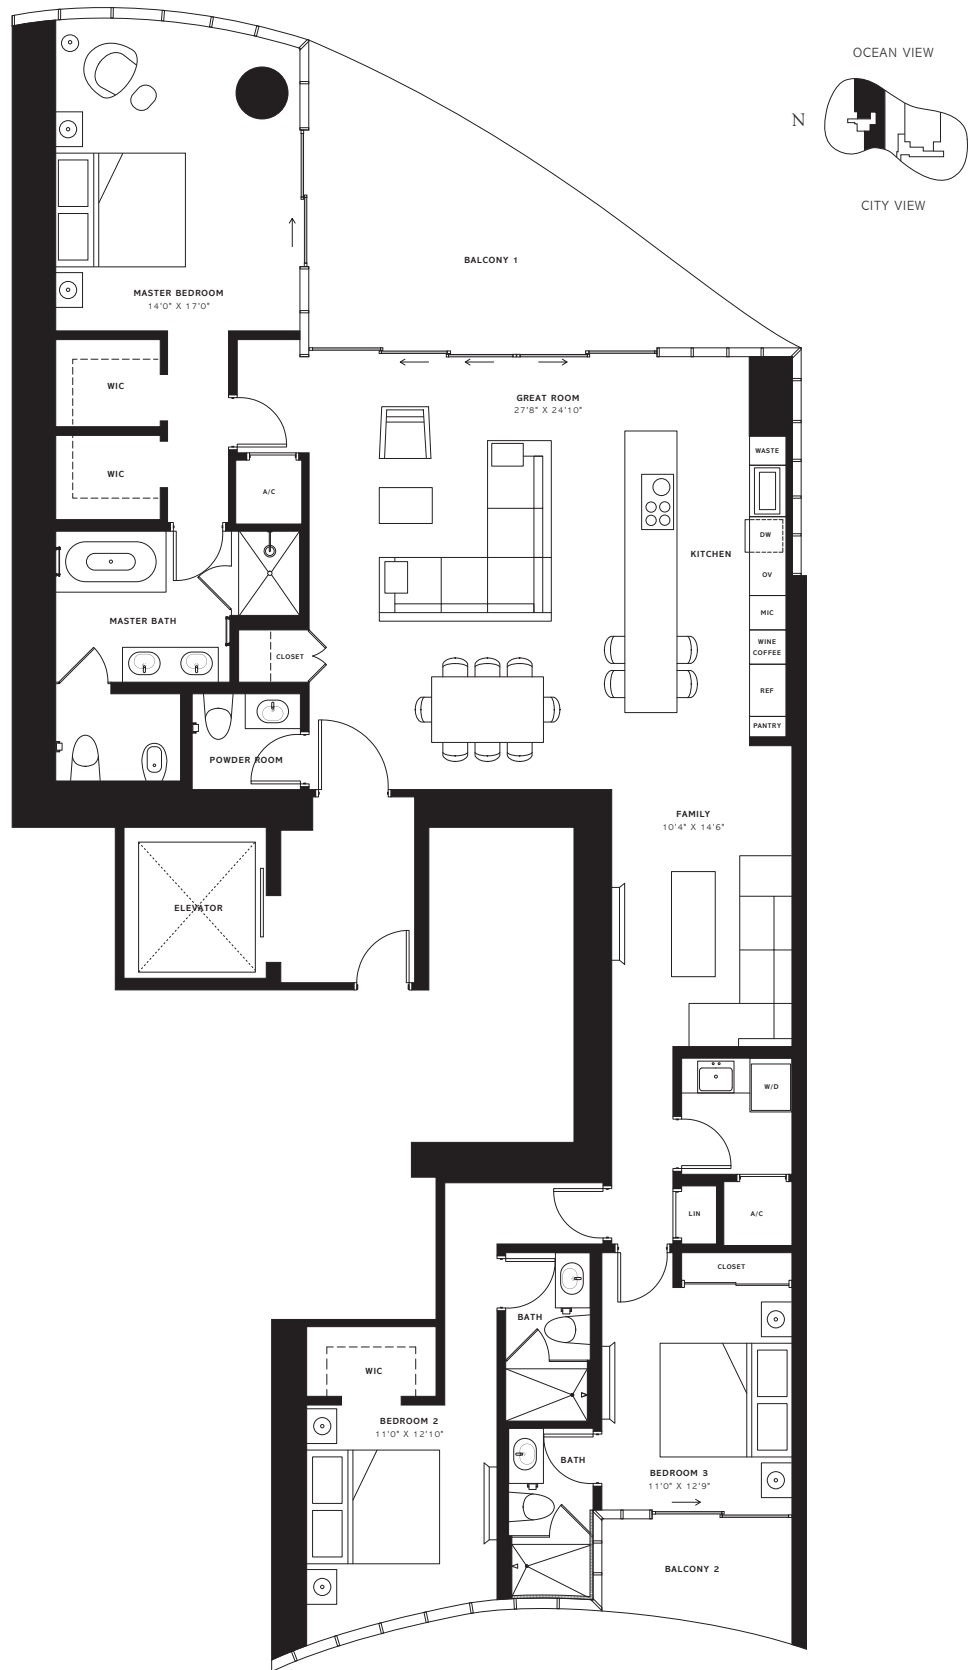 OCEAN VIEW
N
CITY VIEW
BALCONY 1
MASTER BEDROOM
14'0" X 17'0"
WIC
GREAT ROOM
27'8" X 24'10"
WASTE
WIC
A/C
DW
KITCHEN
OV
MIC
MASTER BATH
WINE
COFFEE
CLOSET
REF
PANTRY
POWDER ROOM
FAMILY
10'4" X 14'6"
ELEVATOR
W/D
LIN
A/C
CLOSET
BATH
WIC
BEDROOM 2
11'0" X 12'10"
BATH
BEDROOM 3
11'0" X 12'9"
BALCONY 2